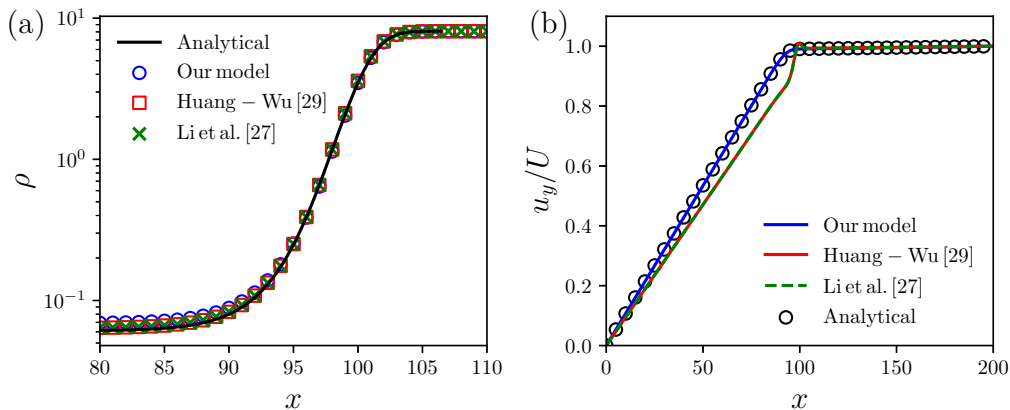 (a)
10^1
10^0
10^{-1}
ρ
Analytical
Our model
Huang – Wu [29]
Li et al. [27]
80 85 90 95 100 105 110
x
(b)
1.0
0.8
0.6
0.4
0.2
0.0
u_y/U
Our model
Huang – Wu [29]
Li et al. [27]
Analytical
0 50 100 150 200
x